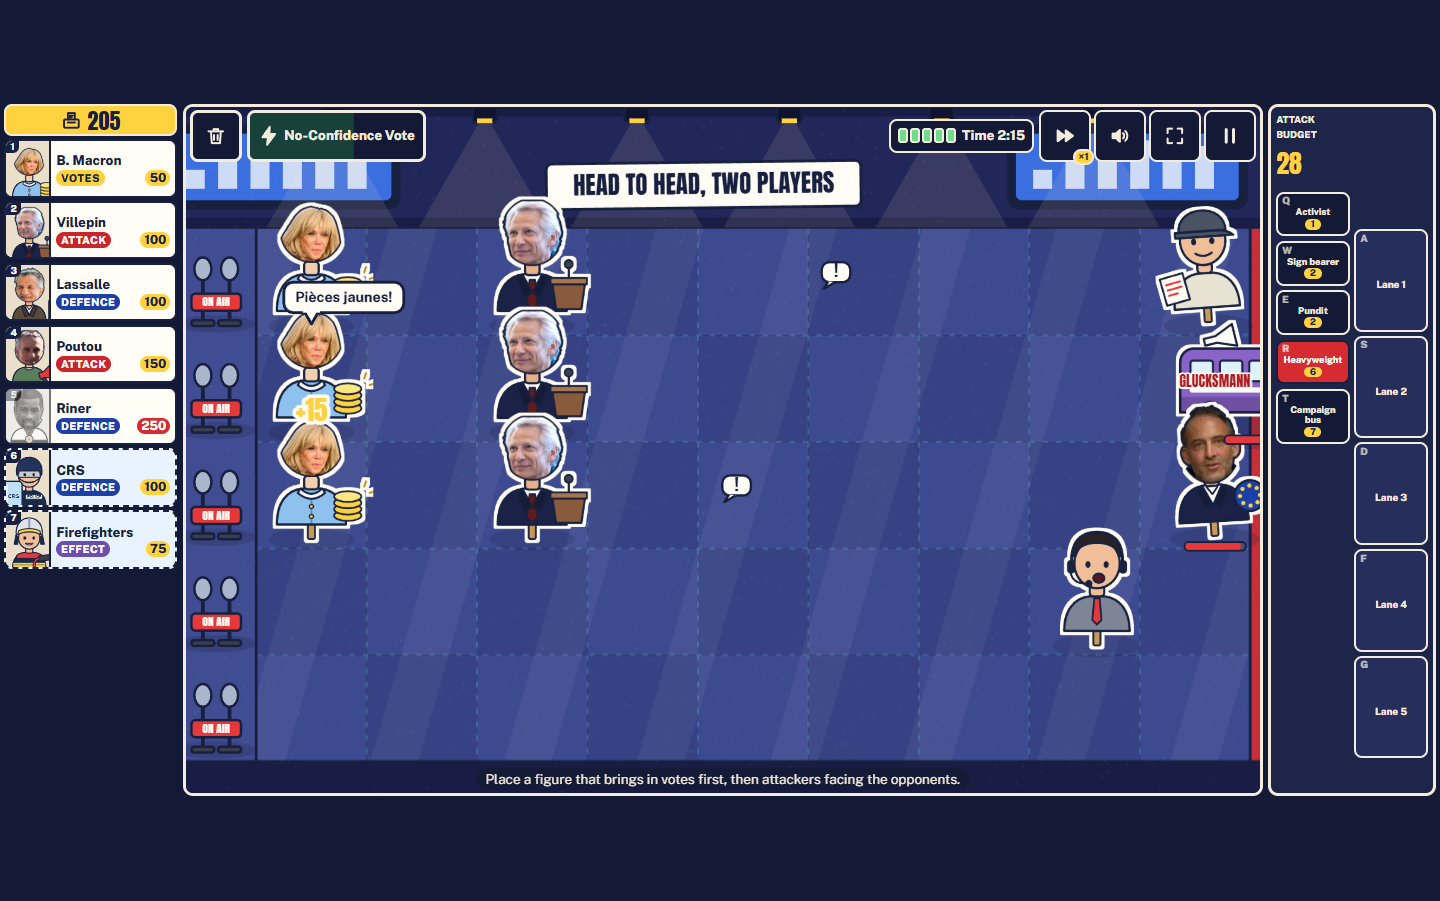 205
1
B. Macron
VOTES 50
2
Villepin
ATTACK 100
3
Lassalle
DEFENCE 100
4
Poutou
ATTACK 150
5
Riner
DEFENCE 250
6
CRS
DEFENCE 100
CRS
7
Firefighters
EFFECT 75
No-Confidence Vote
Time 2:15
×1
HEAD TO HEAD, TWO PLAYERS
Pièces jaunes!
+15
!
!
GLUCKSMANN
ON AIR
ON AIR
ON AIR
ON AIR
ON AIR
Place a figure that brings in votes first, then attackers facing the opponents.
ATTACK
BUDGET
28
Q
Activist
1
W
Sign bearer
2
E
Pundit
2
R
Heavyweight
6
T
Campaign
bus
7
A
Lane 1
S
Lane 2
D
Lane 3
F
Lane 4
G
Lane 5